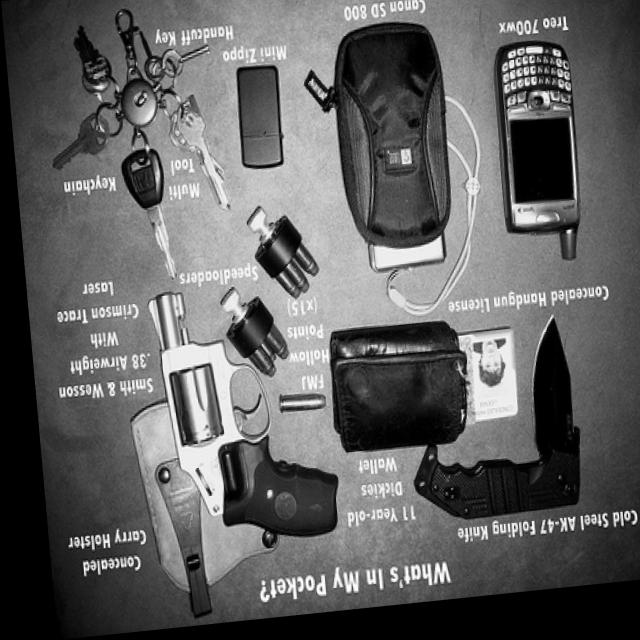 What's In My Pocket?
Cold Steel AK-47 Folding Knife
11 Year-old
Dickies
Wallet
Concealed
Carry Holster
Concealed Handgun License
FMJ
Hollow
Points
(x15)
Smith & Wesson
.38 Airweight
With
Crimson Trace
Laser
Speedloaders
Treo 700wx
Canon SD 800
Mini Zippo
Multi
Tool
Keychain
Handcuff Key